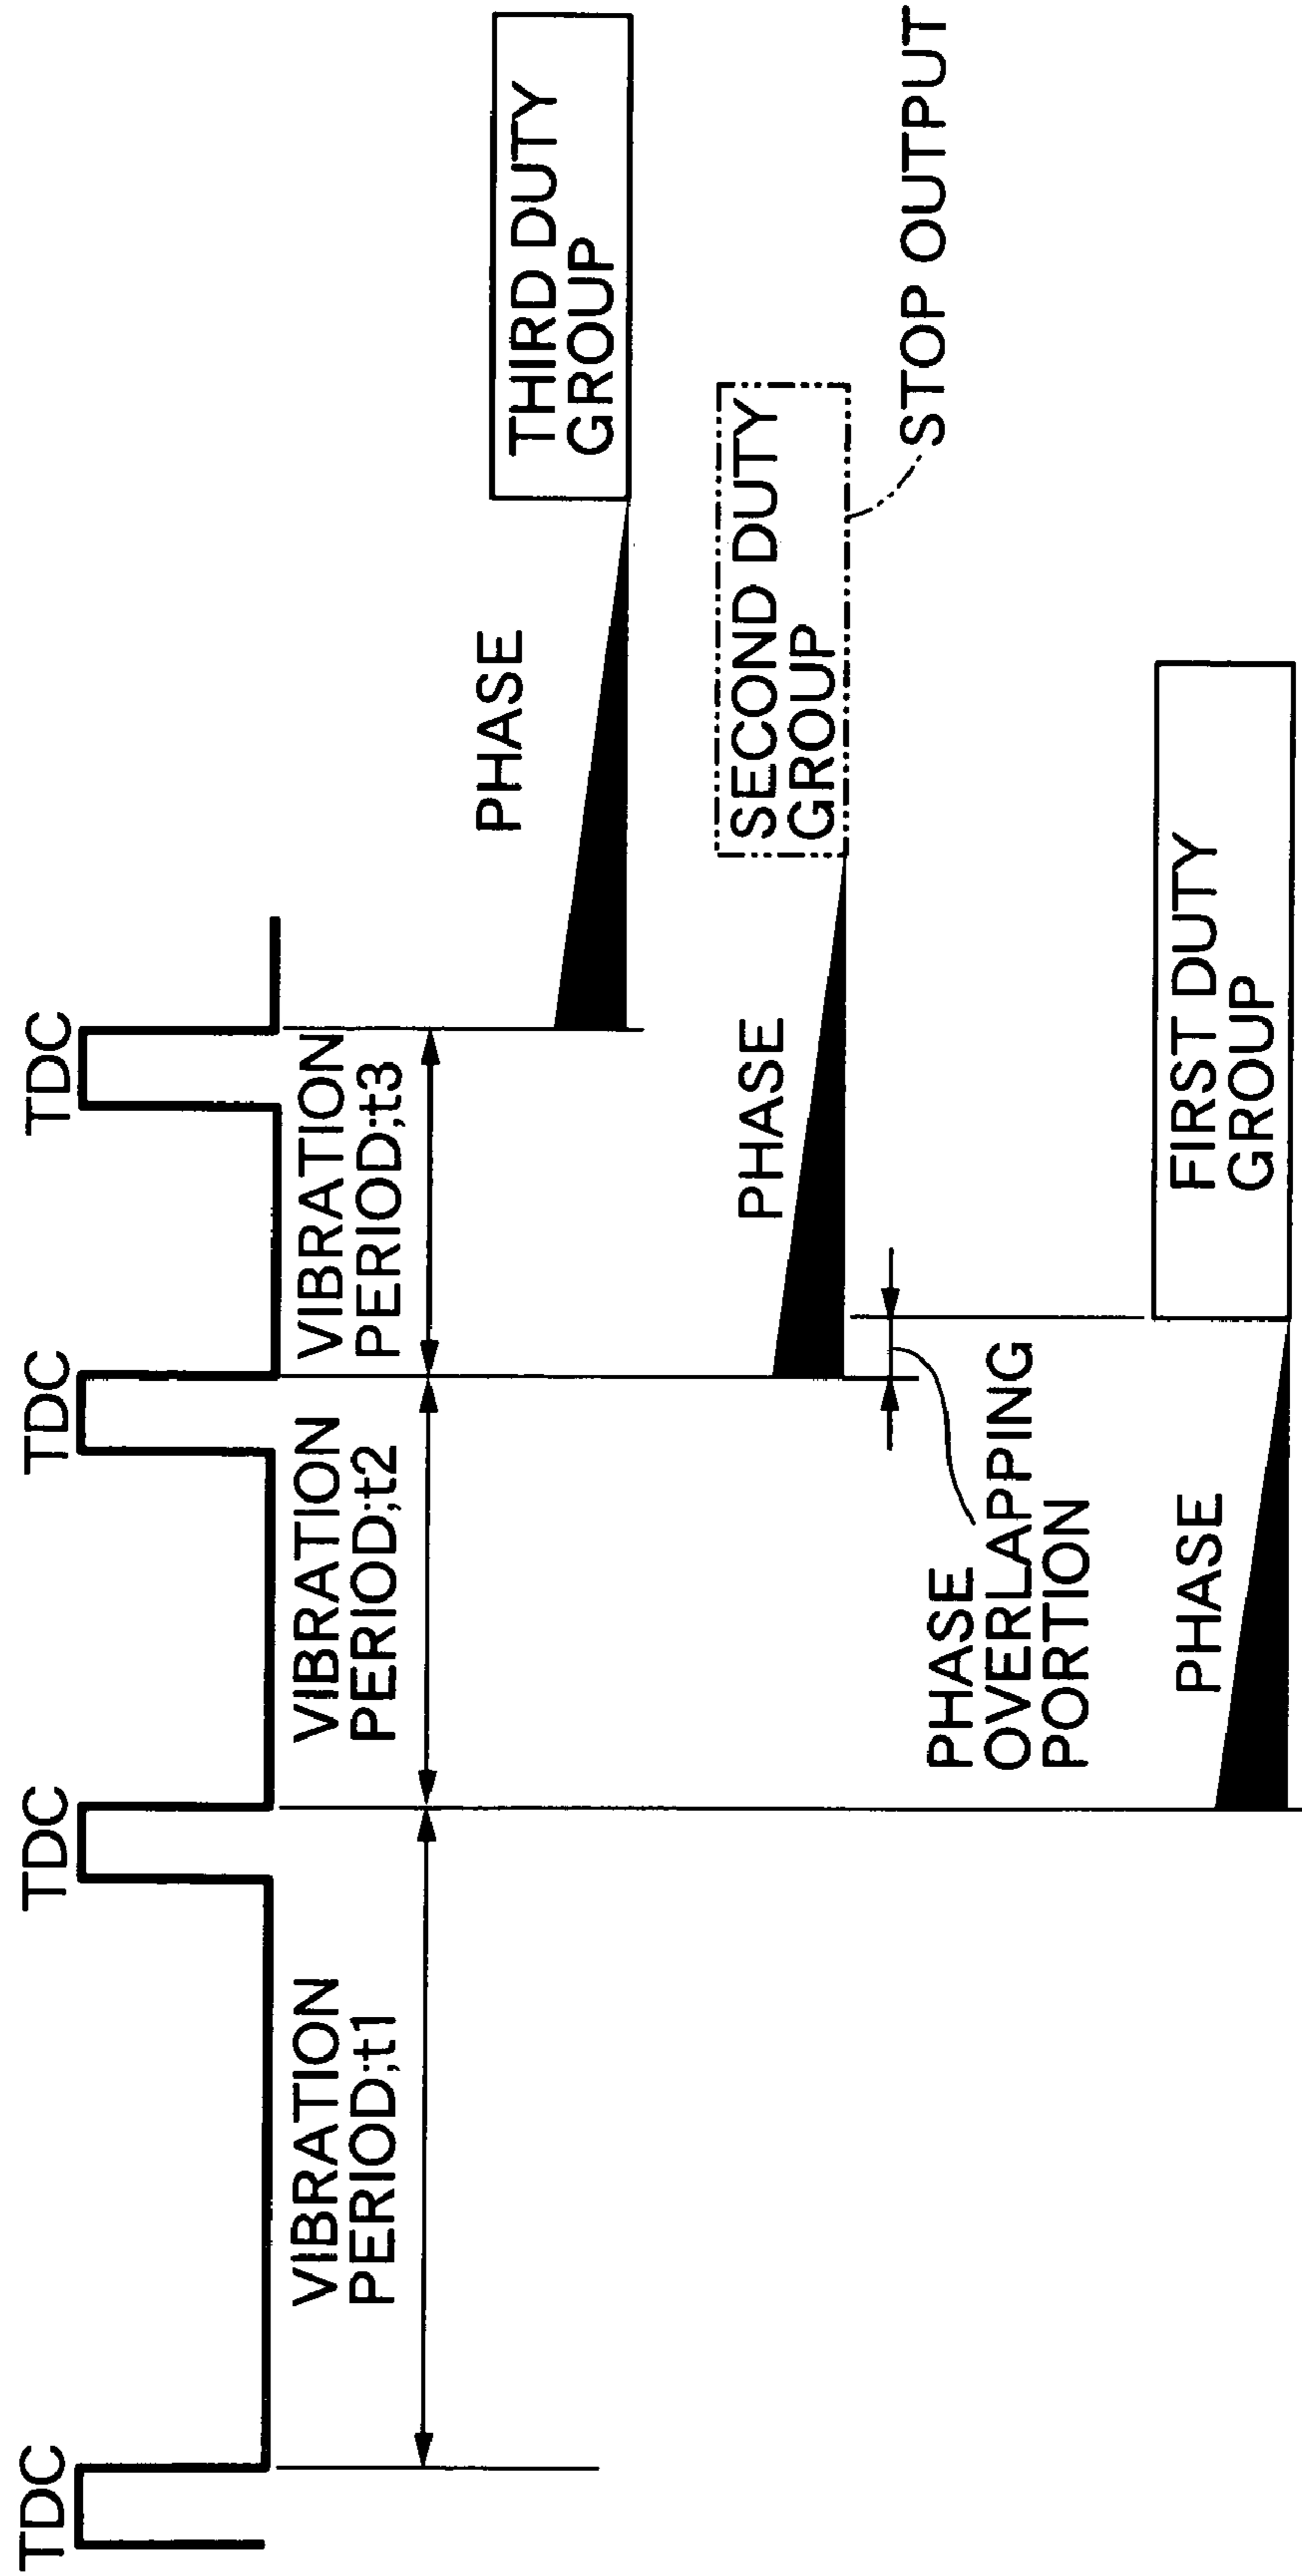 TDC
TDC
TDC
TDC
VIBRATION
PERIOD;t1
VIBRATION
PERIOD;t2
VIBRATION
PERIOD;t3
PHASE
THIRD DUTY
GROUP
PHASE
SECOND DUTY
GROUP
STOP OUTPUT
PHASE
OVERLAPPING
PORTION
PHASE
FIRST DUTY
GROUP